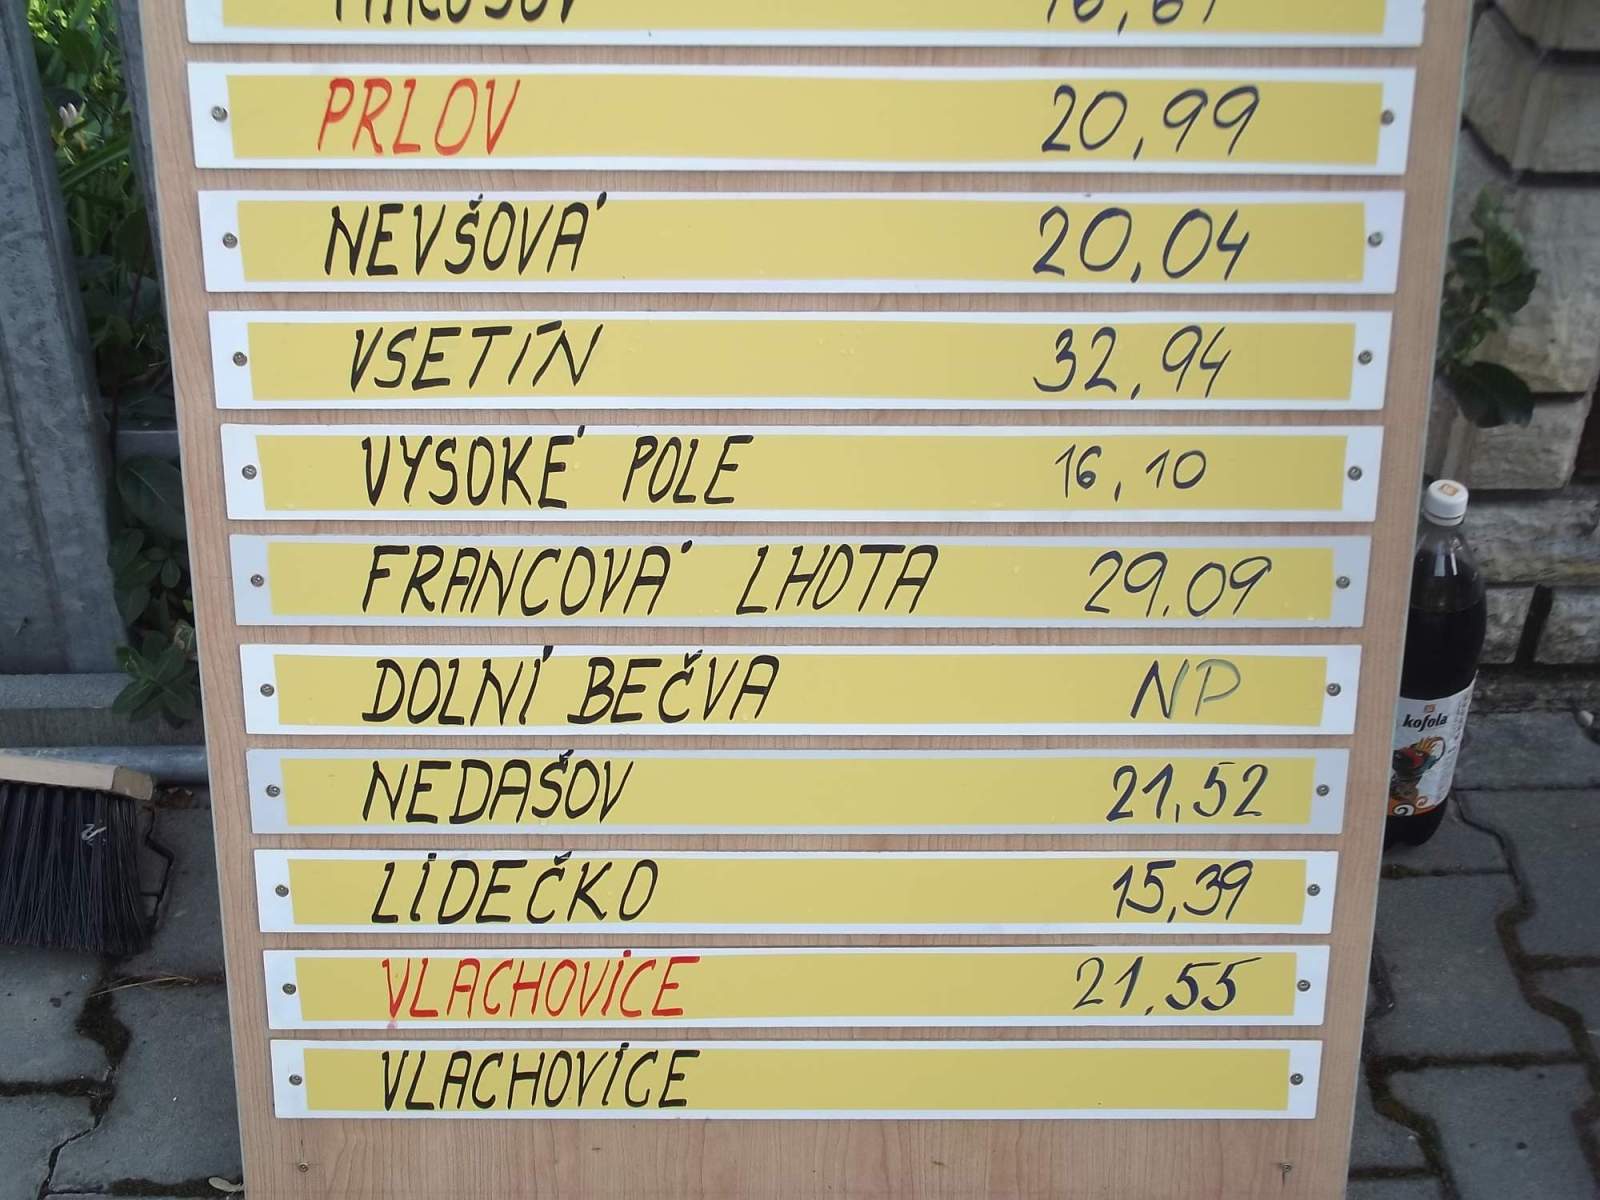 PRLOV 20,99
NEVŠOVÁ 20,04
VSETÍN 32,94
VYSOKÉ POLE 16,10
FRANCOVÁ LHOTA 29.09
DOLNÍ BEČVA NP
NEDAŠOV 21,52
LIDEČKO 15,39
VLACHOVICE 21,55
VLACHOVICE
kofola